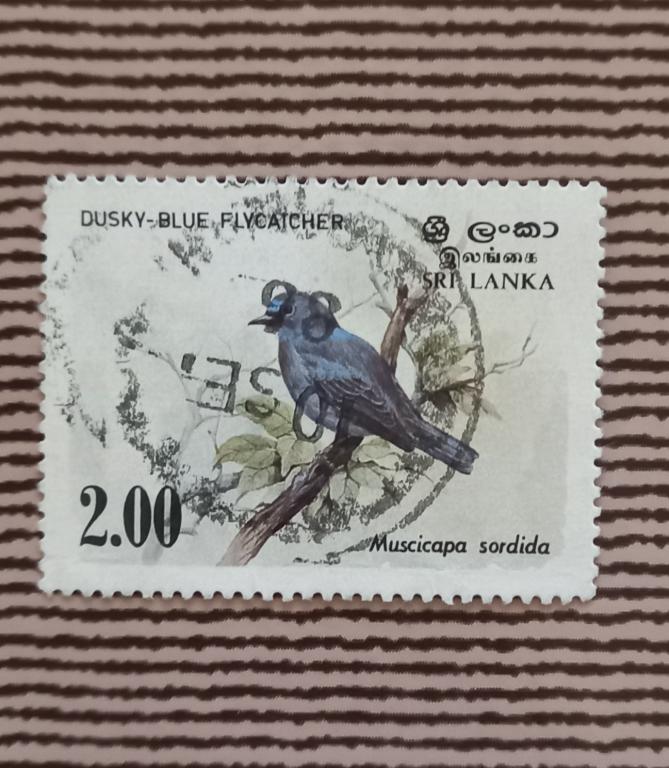 DUSKY-BLUE FLYCATCHER
ශ්‍රී ලංකා
இலங்கை
SRI LANKA
2.00
Muscicapa sordida